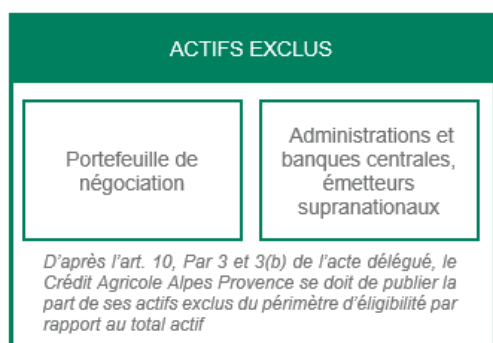 ACTIFS EXCLUS
Portefeuille de
négociation
Administrations et
banques centrales,
émetteurs
supranationaux
D'après l'art. 10, Par 3 et 3(b) de l'acte délégué, le
Crédit Agricole Alpes Provence se doit de publier la
part de ses actifs exclus du périmètre d'éligibilité par
rapport au total actif